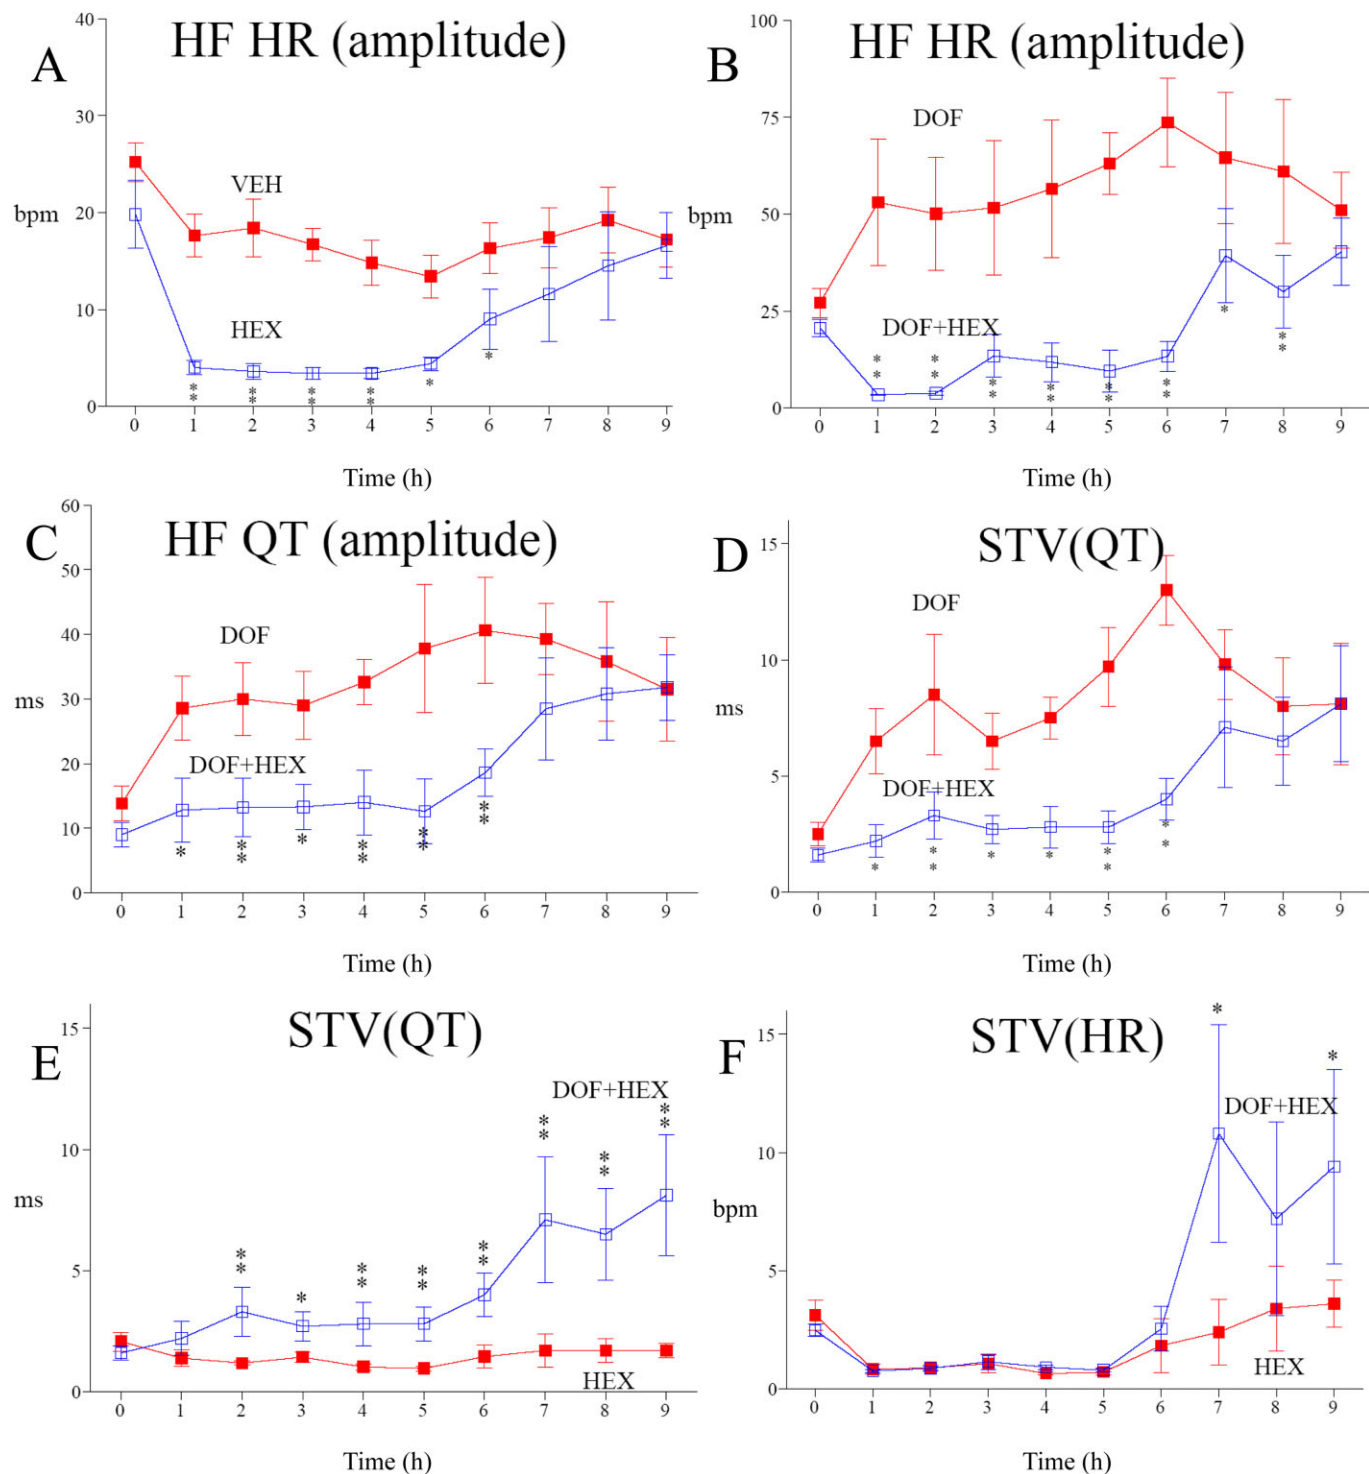 A
HF HR (amplitude)
40
30
20
10
0
bpm
VEH
HEX
** ** ** ** * *
0 1 2 3 4 5 6 7 8 9
Time (h)
B
HF HR (amplitude)
100
75
50
25
0
bpm
DOF
DOF+HEX
** ** ** ** ** ** * **
0 1 2 3 4 5 6 7 8 9
Time (h)
C
HF QT (amplitude)
60
50
40
30
20
10
0
ms
DOF
DOF+HEX
* ** * ** ** **
0 1 2 3 4 5 6 7 8 9
Time (h)
D
STV(QT)
15
10
5
0
ms
DOF
DOF+HEX
* ** * * ** **
0 1 2 3 4 5 6 7 8 9
Time (h)
E
STV(QT)
15
10
5
0
ms
DOF+HEX
** * ** ** ** ** ** **
HEX
0 1 2 3 4 5 6 7 8 9
Time (h)
F
STV(HR)
15
10
5
0
bpm
* *
DOF+HEX
HEX
0 1 2 3 4 5 6 7 8 9
Time (h)